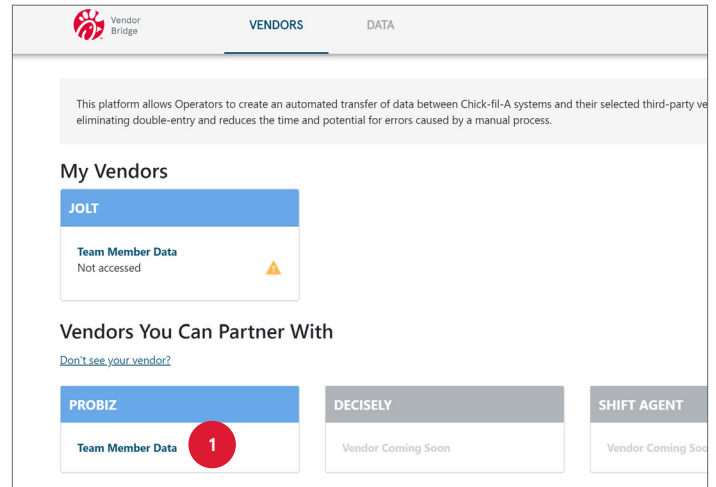 Vendor
Bridge
VENDORS
DATA
This platform allows Operators to create an automated transfer of data between Chick-fil-A systems and their selected third-party ve
eliminating double-entry and reduces the time and potential for errors caused by a manual process.
My Vendors
JOLT
Team Member Data
Not accessed
Vendors You Can Partner With
Don't see your vendor?
PROBIZ
DECISELY
SHIFT AGENT
Team Member Data
1
Vendor Coming Soon
Vendor Coming Soo